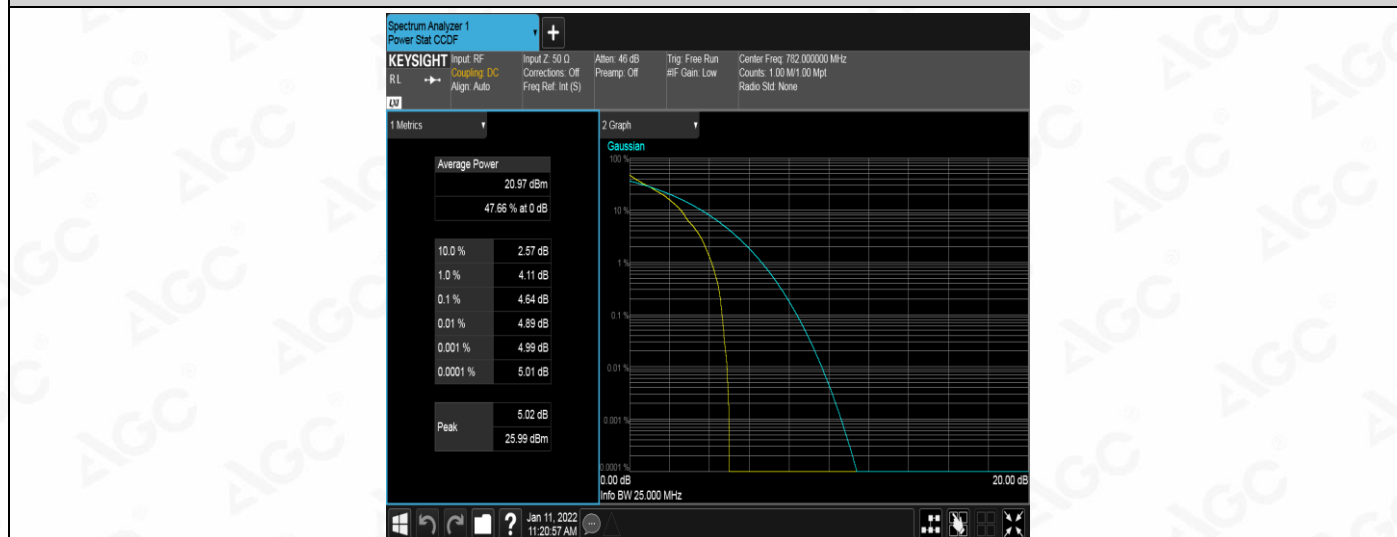 Spectrum Analyzer 1
Power Stat CCDF
+
KEYSIGHT
RL
LXI
Input: RF
Coupling: DC
Align: Auto
Input Z: 50 Ω
Corrections: Off
Freq Ref: Int (S)
Atten: 46 dB
Preamp: Off
Trig: Free Run
#IF Gain: Low
Center Freq: 782.000000 MHz
Counts: 1.00 M/1.00 Mpt
Radio Std: None
1 Metrics
Average Power
20.97 dBm
47.66 % at 0 dB
10.0 % 2.57 dB
1.0 % 4.11 dB
0.1 % 4.64 dB
0.01 % 4.89 dB
0.001 % 4.99 dB
0.0001 % 5.01 dB
Peak
5.02 dB
25.99 dBm
2 Graph
Gaussian
100 %
10 %
1 %
0.1 %
0.01 %
0.001 %
0.0001 %
0.00 dB
20.00 dB
Info BW 25.000 MHz
?
Jan 11, 2022
11:20:57 AM
AGC